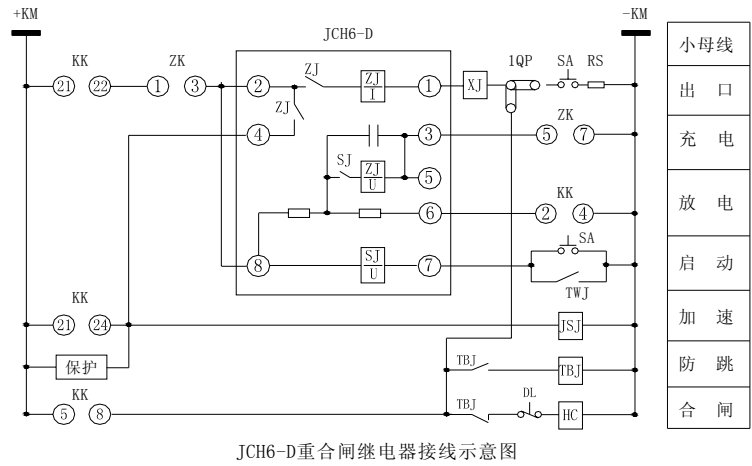 +KM
-KM
JCH6-D
小母线
KK ZK ZJ ZJ I 1QP SA RS
21 22 1 3 2 1 XJ
出 口
ZJ
4 3 ZK 5 7
充 电
SJ ZJ U 5
KK
6 2 4
放 电
SA
8 SJ U 7
启 动
TWJ
KK
21 24 JSJ
加 速
保护
TBJ TBJ
防 跳
KK
5 8 TBJ DL HC
合 闸
JCH6-D重合闸继电器接线示意图